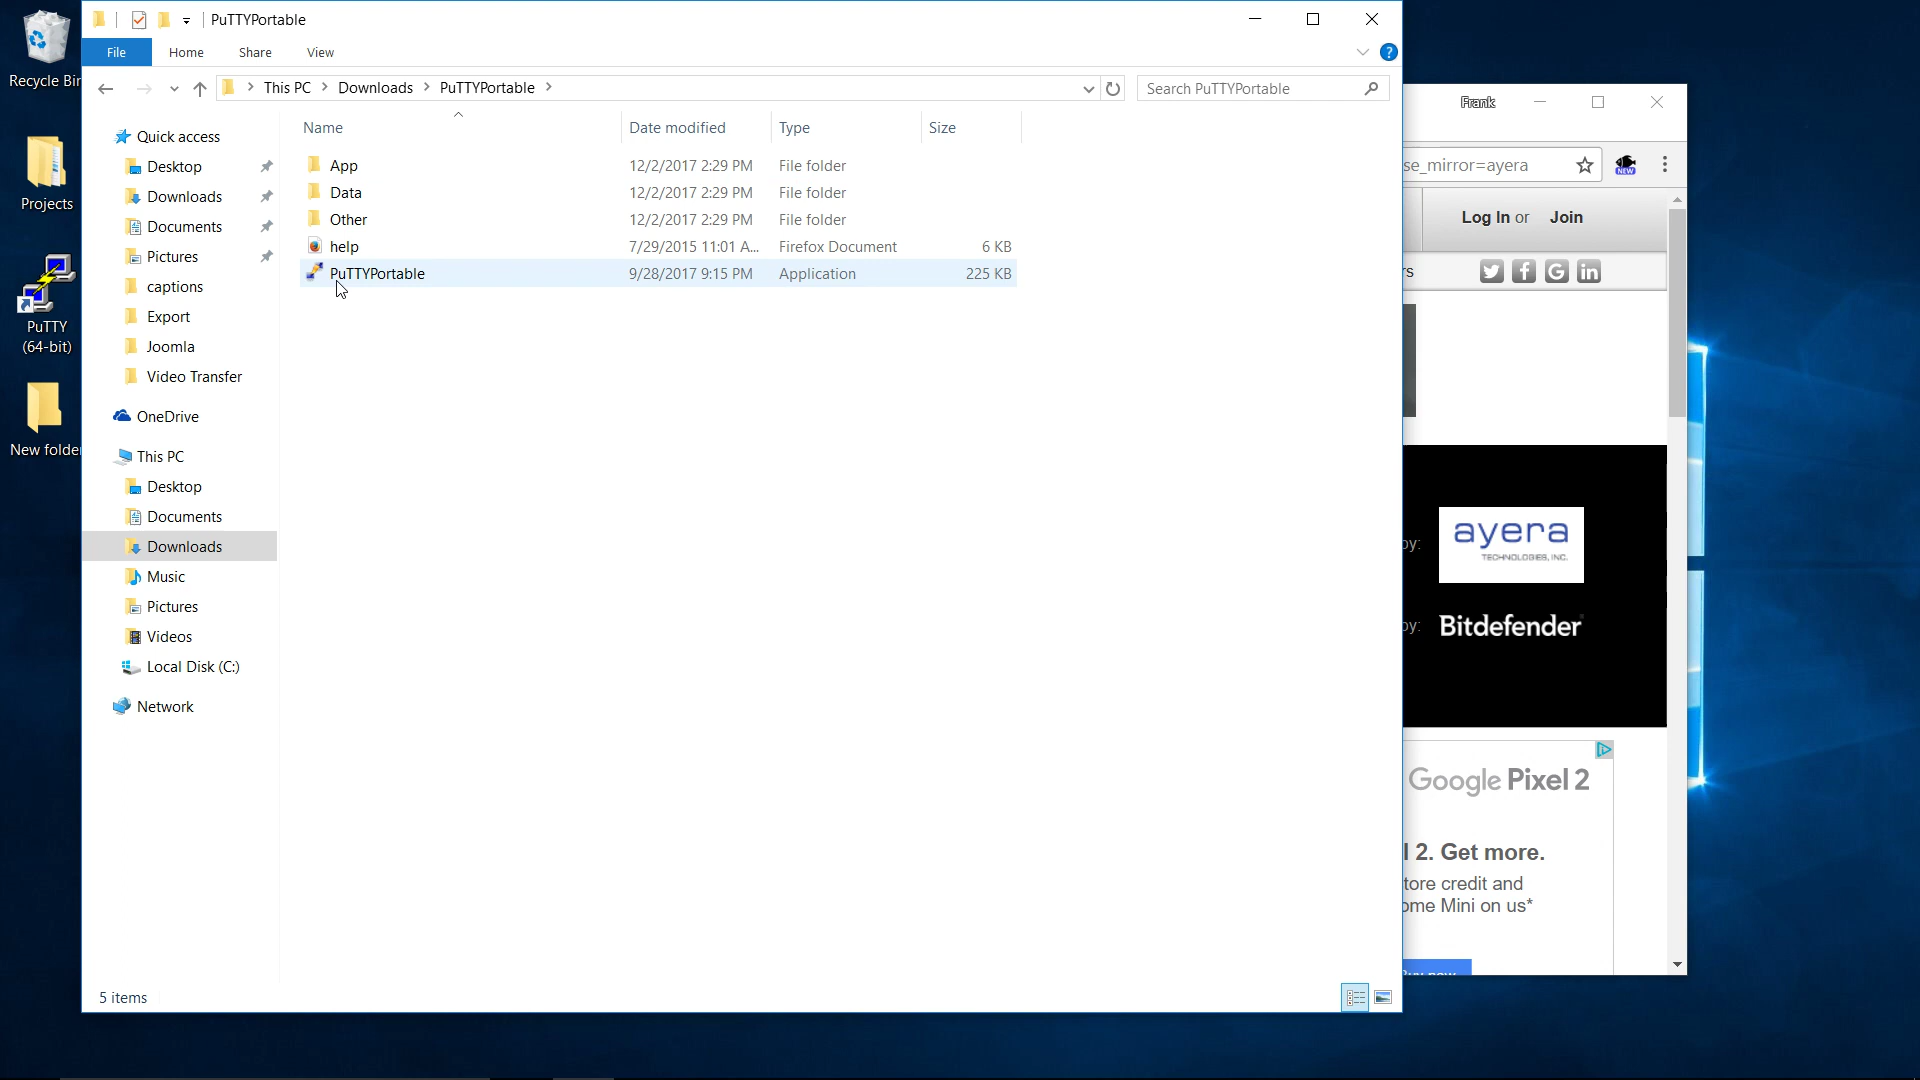 PuTTYPortable
File Home Share View
This PC Downloads PuTTYPortable
Search PuTTYPortable
Name Date modified Type Size
App 12/2/2017 2:29 PM File folder
Data 12/2/2017 2:29 PM File folder
Other 12/2/2017 2:29 PM File folder
help 7/29/2015 11:01 A... Firefox Document 6 KB
PuTTYPortable 9/28/2017 9:15 PM Application 225 KB
Quick access
Desktop
Downloads
Documents
Pictures
captions
Export
Joomla
Video Transfer
OneDrive
This PC
Desktop
Documents
Downloads
Music
Pictures
Videos
Local Disk (C:)
Network
5 items
Recycle Bin
Projects
PuTTY
(64-bit)
New folder
Frank
se_mirror=ayera
NEW
Log In or Join
rs
by:
ayera
TECHNOLOGIES, INC.
by:
Bitdefender
Google Pixel 2
l 2. Get more.
tore credit and
ome Mini on us*